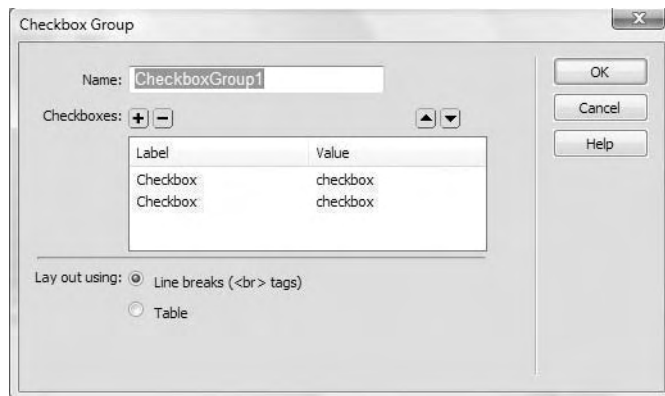 Checkbox Group
Name: CheckboxGroup1
OK
Checkboxes:
Cancel
Help
Label Value
Checkbox checkbox
Checkbox checkbox
Lay out using: Line breaks (<br> tags)
Table